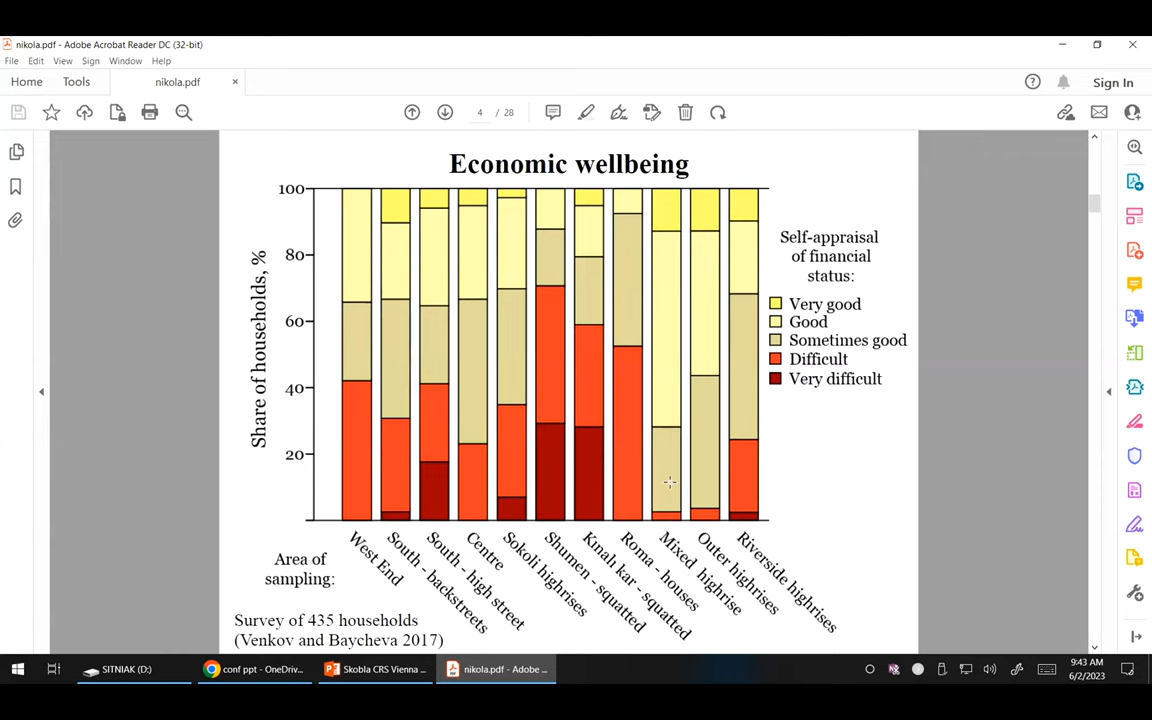 nikola.pdf - Adobe Acrobat Reader DC (32-bit)
File Edit View Sign Window Help
Home Tools nikola.pdf × Sign In
4 / 28
Economic wellbeing
100
80
60
40
20
Share of households, %
Self-appraisal
of financial
status:
Very good
Good
Sometimes good
Difficult
Very difficult
Area of
sampling:
West End
South - backstreets
South - high street
Centre
Sokoli highrises
Shumen - squatted
Kınalı kar - squatted
Roma - houses
Mixed highrise
Outer highrises
Riverside highrises
Survey of 435 households
(Venkov and Baycheva 2017)
SITNIAK (D:)
conf ppt - OneDriv...
Skobla CRS Vienna ...
nikola.pdf - Adobe ...
9:43 AM
6/2/2023